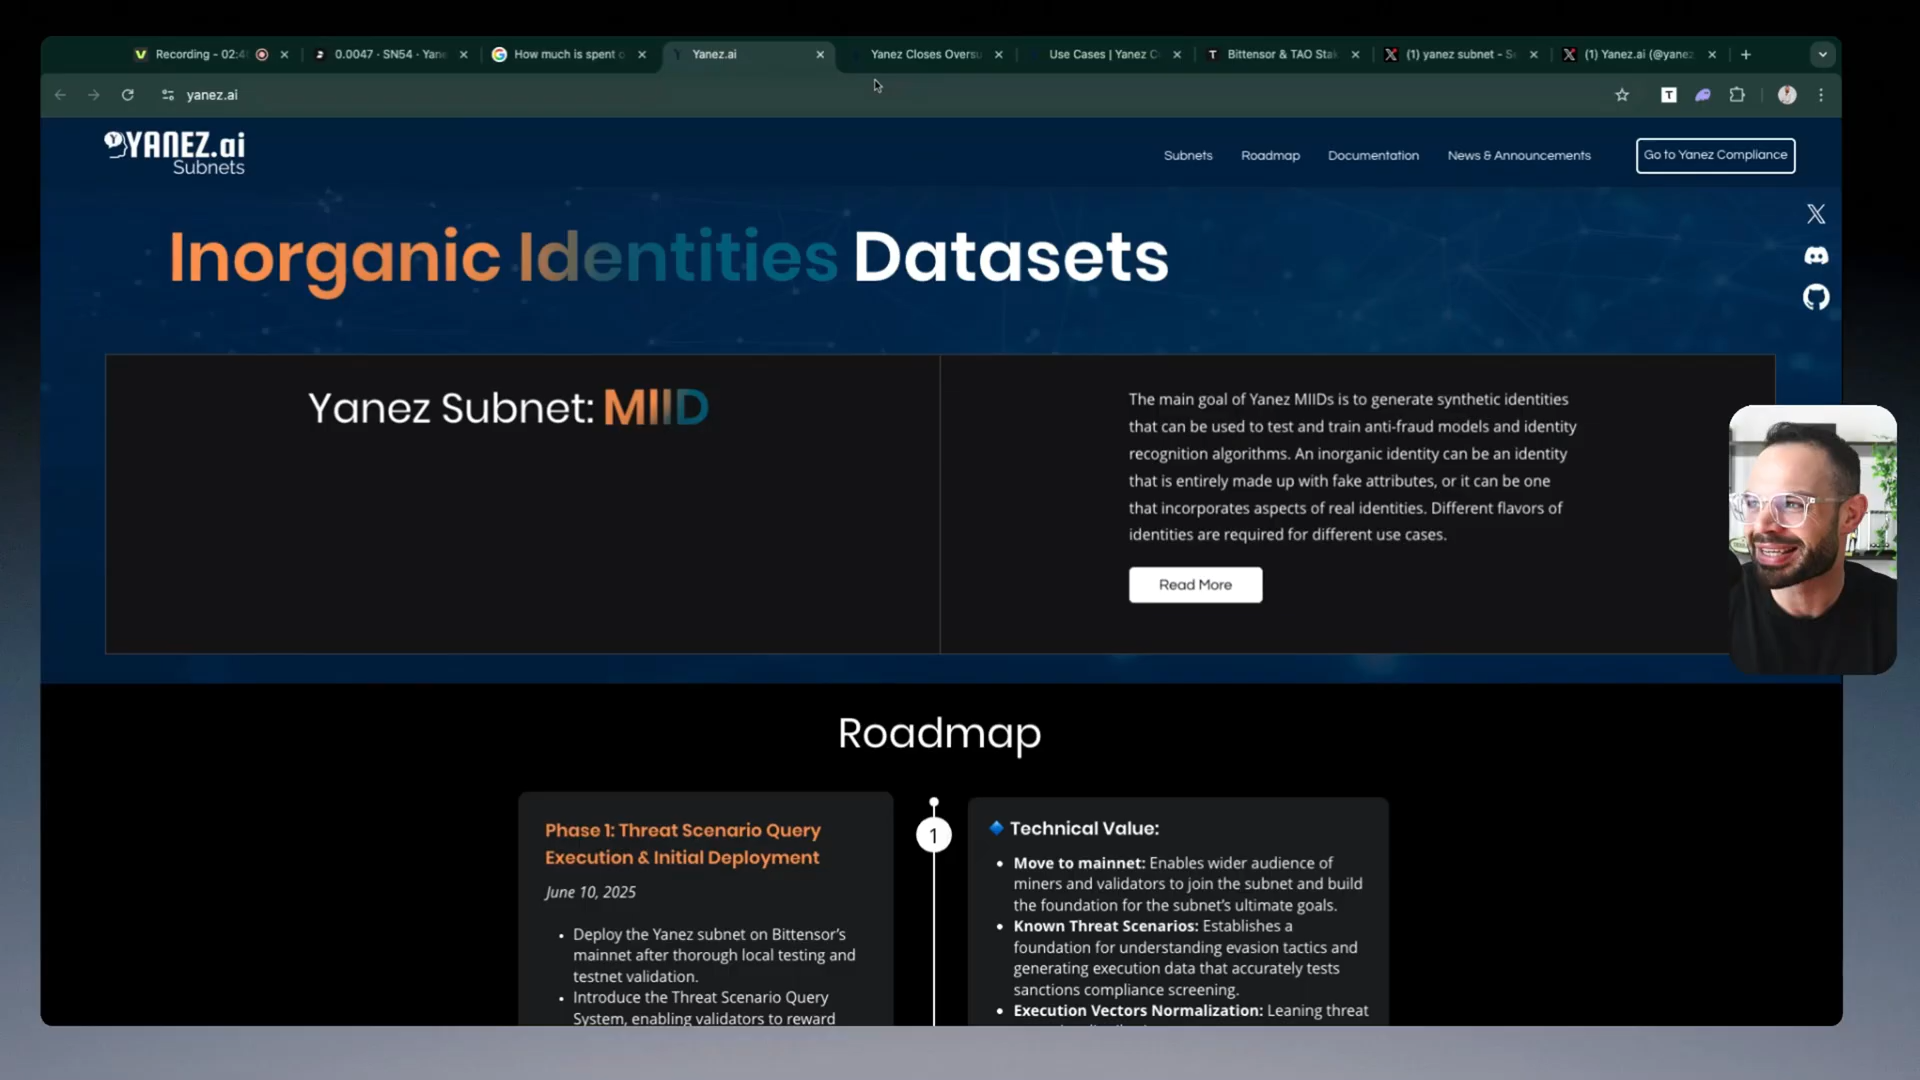 Recording - 02:4
0.0047 · SN54 · Yan
How much is spent o
Yanez.ai
Yanez Closes Oversu
Use Cases | Yanez C
Bittensor & TAO Stak
(1) yanez subnet - Se
(1) Yanez.ai (@yanez
yanez.ai
YANEZ.ai
Subnets
Subnets
Roadmap
Documentation
News & Announcements
Go to Yanez Compliance
Inorganic Identities Datasets
Yanez Subnet: MIID
The main goal of Yanez MIIDs is to generate synthetic identities
that can be used to test and train anti-fraud models and identity
recognition algorithms. An inorganic identity can be an identity
that is entirely made up with fake attributes, or it can be one
that incorporates aspects of real identities. Different flavors of
identities are required for different use cases.
Read More
Roadmap
Phase 1: Threat Scenario Query
Execution & Initial Deployment
June 10, 2025
• Deploy the Yanez subnet on Bittensor's
mainnet after thorough local testing and
testnet validation.
• Introduce the Threat Scenario Query
System, enabling validators to reward
1
🔹 Technical Value:
• Move to mainnet: Enables wider audience of
miners and validators to join the subnet and build
the foundation for the subnet's ultimate goals.
• Known Threat Scenarios: Establishes a
foundation for understanding evasion tactics and
generating execution data that accurately tests
sanctions compliance screening.
• Execution Vectors Normalization: Leaning threat